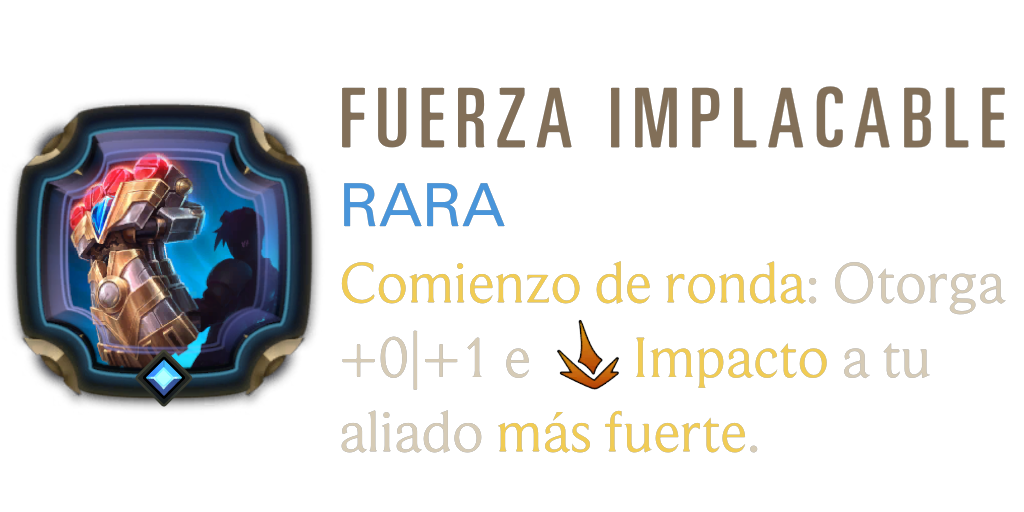 FUERZA IMPLACABLE
RARA
Comienzo de ronda: Otorga
+0|+1 e Impacto a tu
aliado más fuerte.